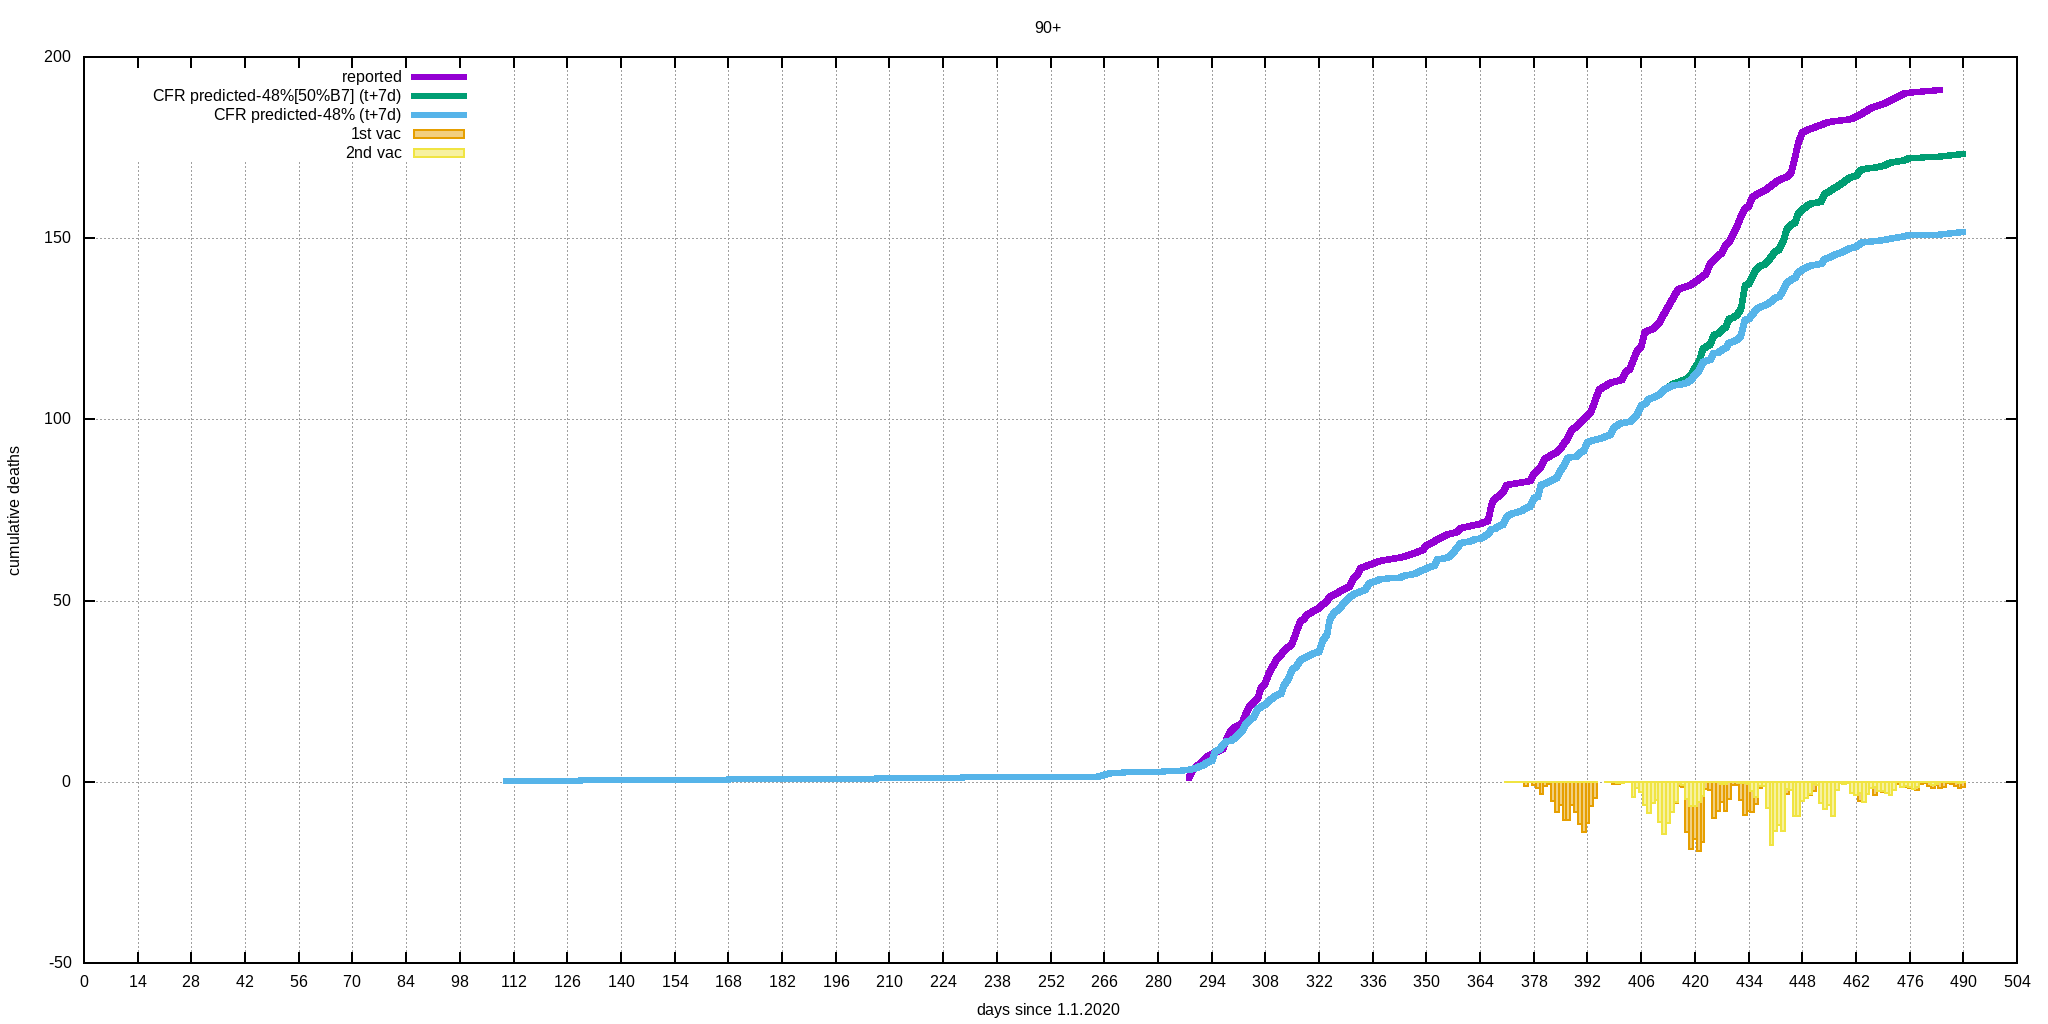 90+
reported
CFR predicted-48%[50%B7] (t+7d)
CFR predicted-48% (t+7d)
1st vac
2nd vac
200
150
100
50
0
-50
cumulative deaths
0 14 28 42 56 70 84 98 112 126 140 154 168 182 196 210 224 238 252 266 280 294 308 322 336 350 364 378 392 406 420 434 448 462 476 490 504
days since 1.1.2020